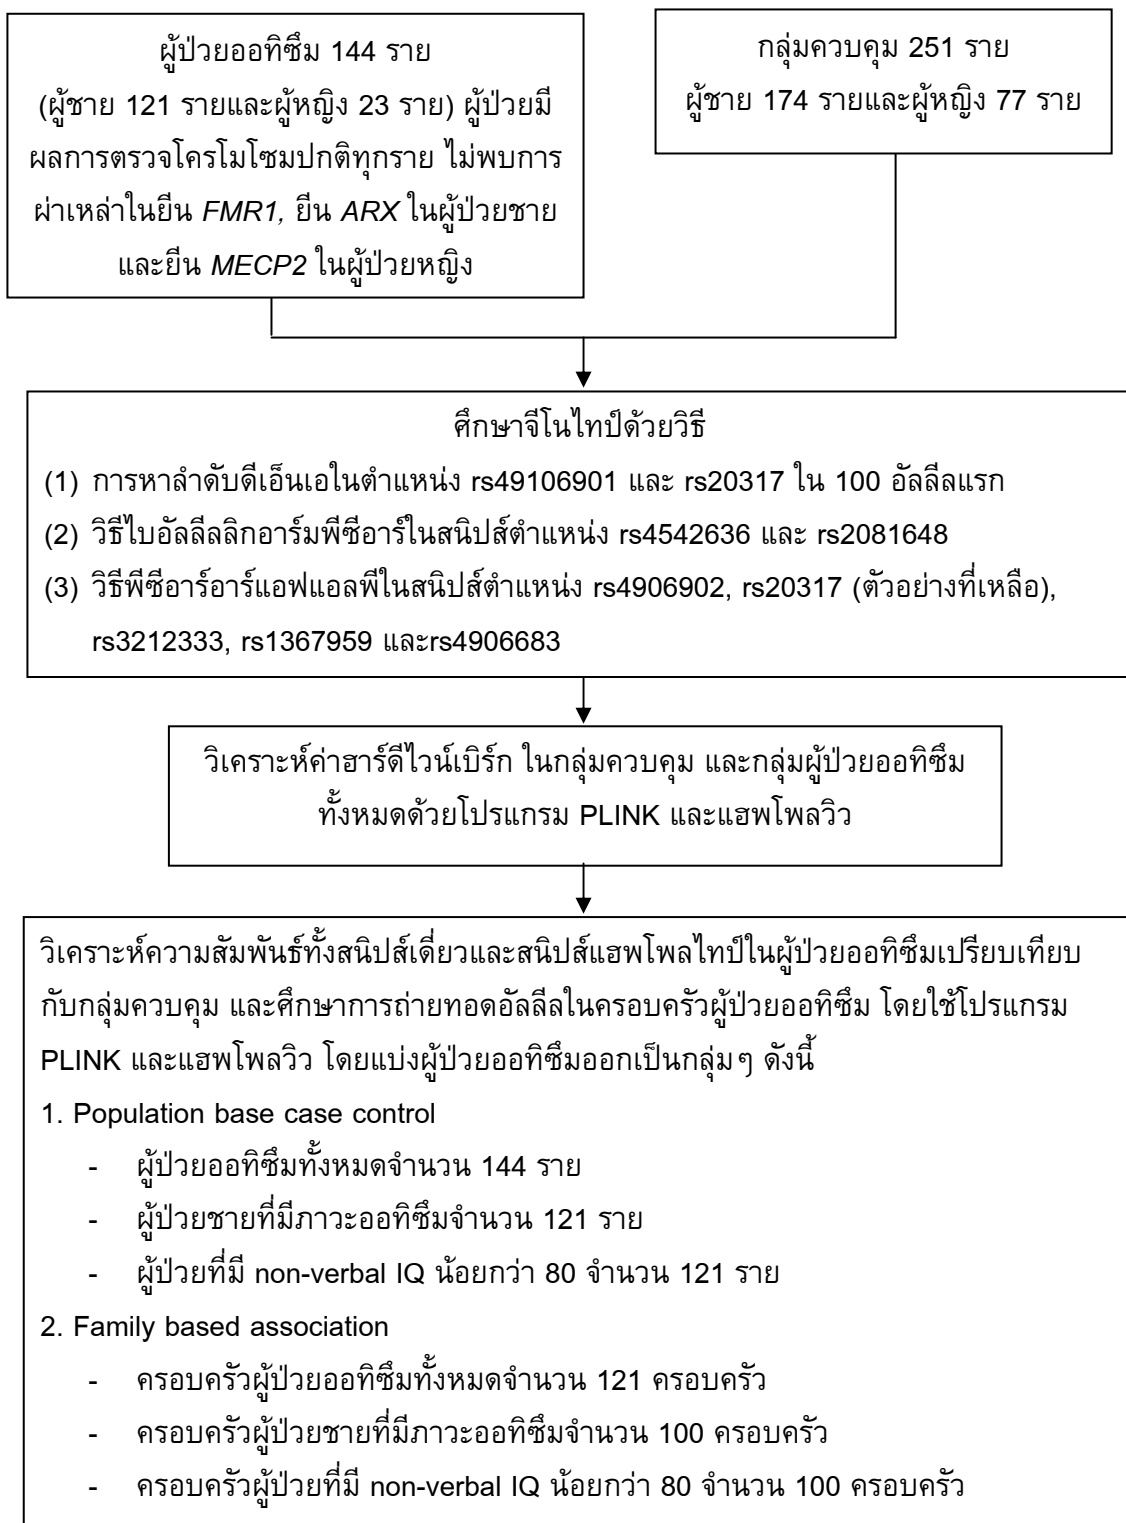 ผู้ป่วยออทิซึม 144 ราย
(ผู้ชาย 121 รายและผู้หญิง 23 ราย) ผู้ป่วยมี
ผลการตรวจโครโมโซมปกติทุกราย ไม่พบการ
ผ่าเหล่าในยีน FMR1, ยีน ARX ในผู้ป่วยชาย
และยีน MECP2 ในผู้ป่วยหญิง
กลุ่มควบคุม 251 ราย
ผู้ชาย 174 รายและผู้หญิง 77 ราย
ศึกษาจีโนไทป์ด้วยวิธี
(1) การหาลำดับดีเอ็นเอในตำแหน่ง rs49106901 และ rs20317 ใน 100 อัลลีลแรก
(2) วิธีไบอัลลีลลิกอาร์มพีซีอาร์ในสนิปส์ตำแหน่ง rs4542636 และ rs2081648
(3) วิธีพีซีอาร์อาร์แอฟแอลพีในสนิปส์ตำแหน่ง rs4906902, rs20317 (ตัวอย่างที่เหลือ),
rs3212333, rs1367959 และrs4906683
วิเคราะห์ค่าฮาร์ดีไวน์เบิร์ก ในกลุ่มควบคุม และกลุ่มผู้ป่วยออทิซึม
ทั้งหมดด้วยโปรแกรม PLINK และแฮพโพลวิว
วิเคราะห์ความสัมพันธ์ทั้งสนิปส์เดี่ยวและสนิปส์แฮพโพลไทป์ในผู้ป่วยออทิซึมเปรียบเทียบ
กับกลุ่มควบคุม และศึกษาการถ่ายทอดอัลลีลในครอบครัวผู้ป่วยออทิซึม โดยใช้โปรแกรม
PLINK และแฮพโพลวิว โดยแบ่งผู้ป่วยออทิซึมออกเป็นกลุ่มๆ ดังนี้
1. Population base case control
- ผู้ป่วยออทิซึมทั้งหมดจำนวน 144 ราย
- ผู้ป่วยชายที่มีภาวะออทิซึมจำนวน 121 ราย
- ผู้ป่วยที่มี non-verbal IQ น้อยกว่า 80 จำนวน 121 ราย
2. Family based association
- ครอบครัวผู้ป่วยออทิซึมทั้งหมดจำนวน 121 ครอบครัว
- ครอบครัวผู้ป่วยชายที่มีภาวะออทิซึมจำนวน 100 ครอบครัว
- ครอบครัวผู้ป่วยที่มี non-verbal IQ น้อยกว่า 80 จำนวน 100 ครอบครัว